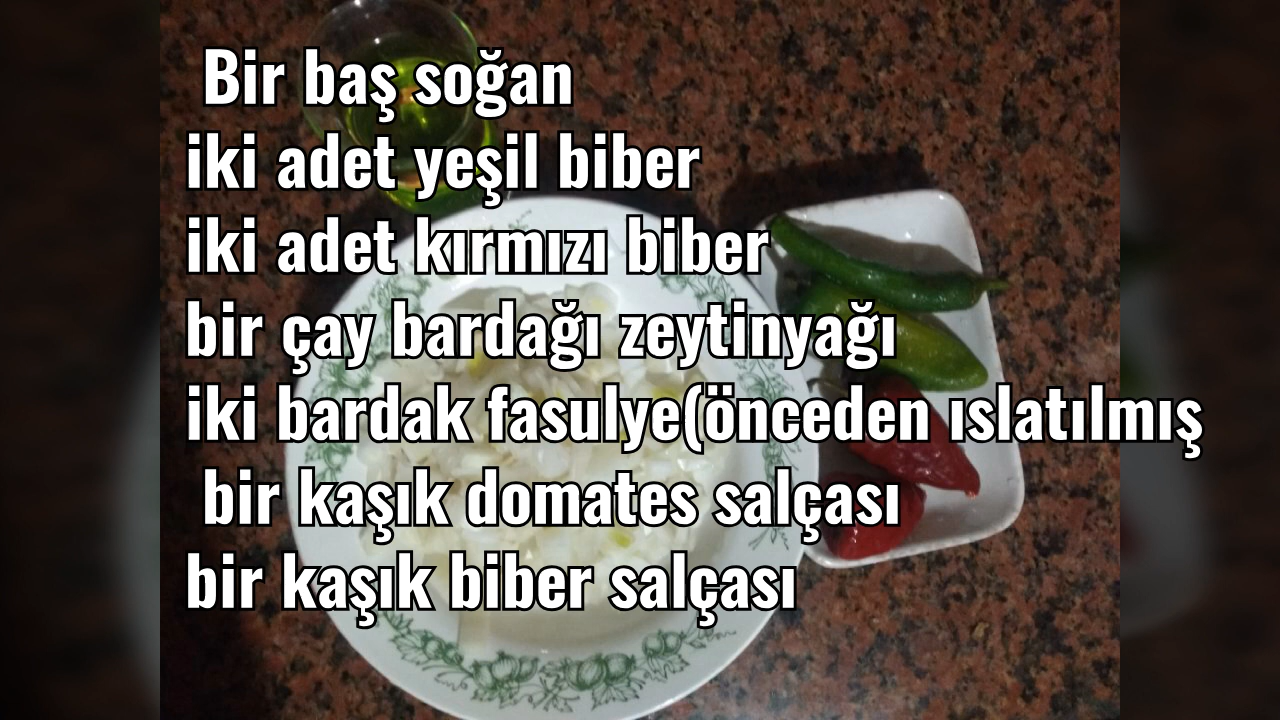 Bir baş soğan
iki adet yeşil biber
iki adet kırmızı biber
bir çay bardağı zeytinyağı
iki bardak fasulye(önceden ıslatılmış
bir kaşık domates salçası
bir kaşık biber salçası